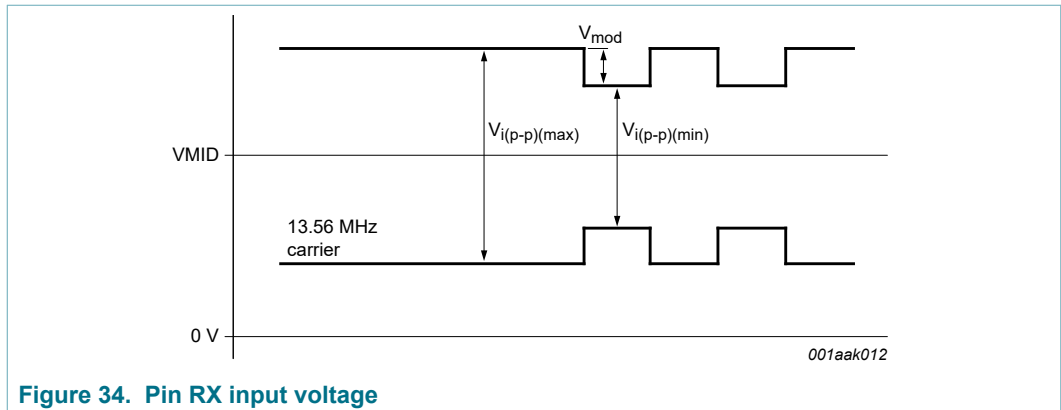 Vmod
Vi(p-p)(max)
Vi(p-p)(min)
VMID
13.56 MHz
carrier
0 V
001aak012
Figure 34. Pin RX input voltage